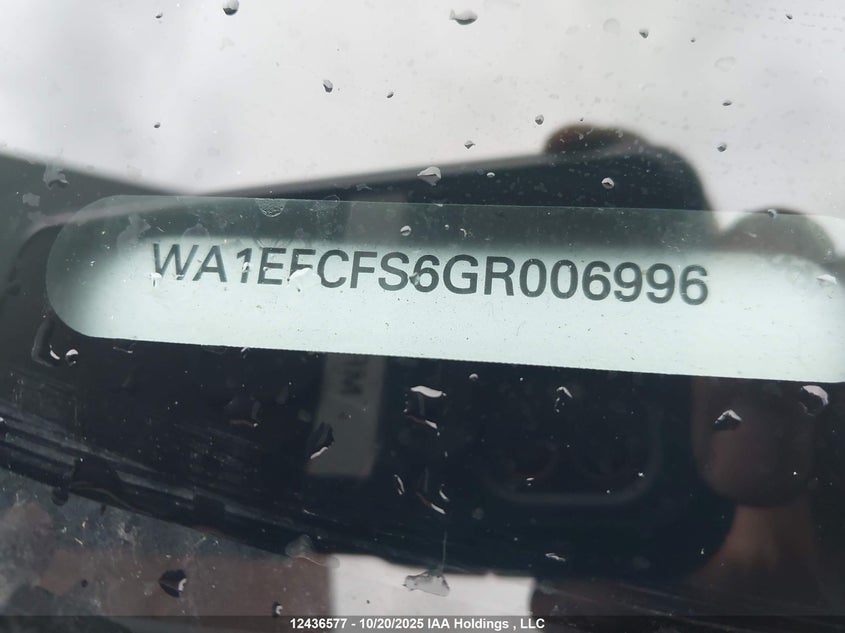 WA1EFCFS6GR006996
12436577 - 10/20/2025 IAA Holdings , LLC